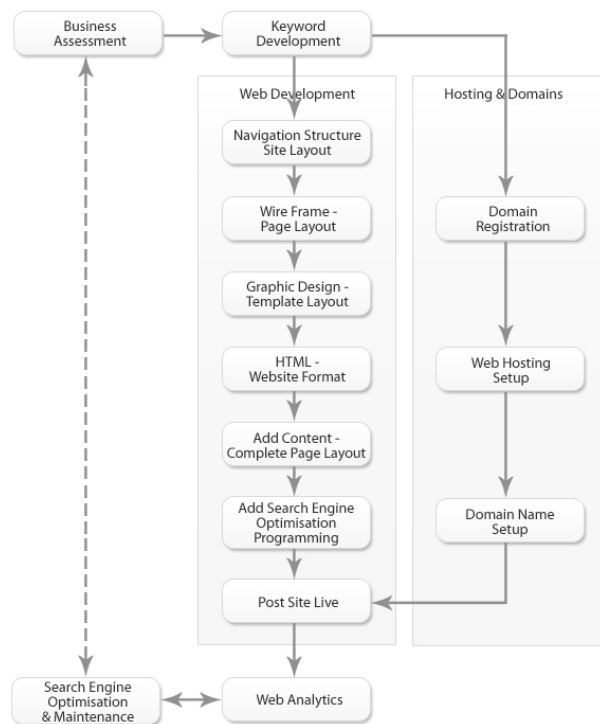 Business
Assessment
Keyword
Development
Web Development
Hosting & Domains
Navigation Structure
Site Layout
Wire Frame -
Page Layout
Domain
Registration
Graphic Design -
Template Layout
HTML -
Website Format
Web Hosting
Setup
Add Content -
Complete Page Layout
Add Search Engine
Optimisation
Programming
Domain Name
Setup
Post Site Live
Search Engine
Optimisation
& Maintenance
Web Analytics